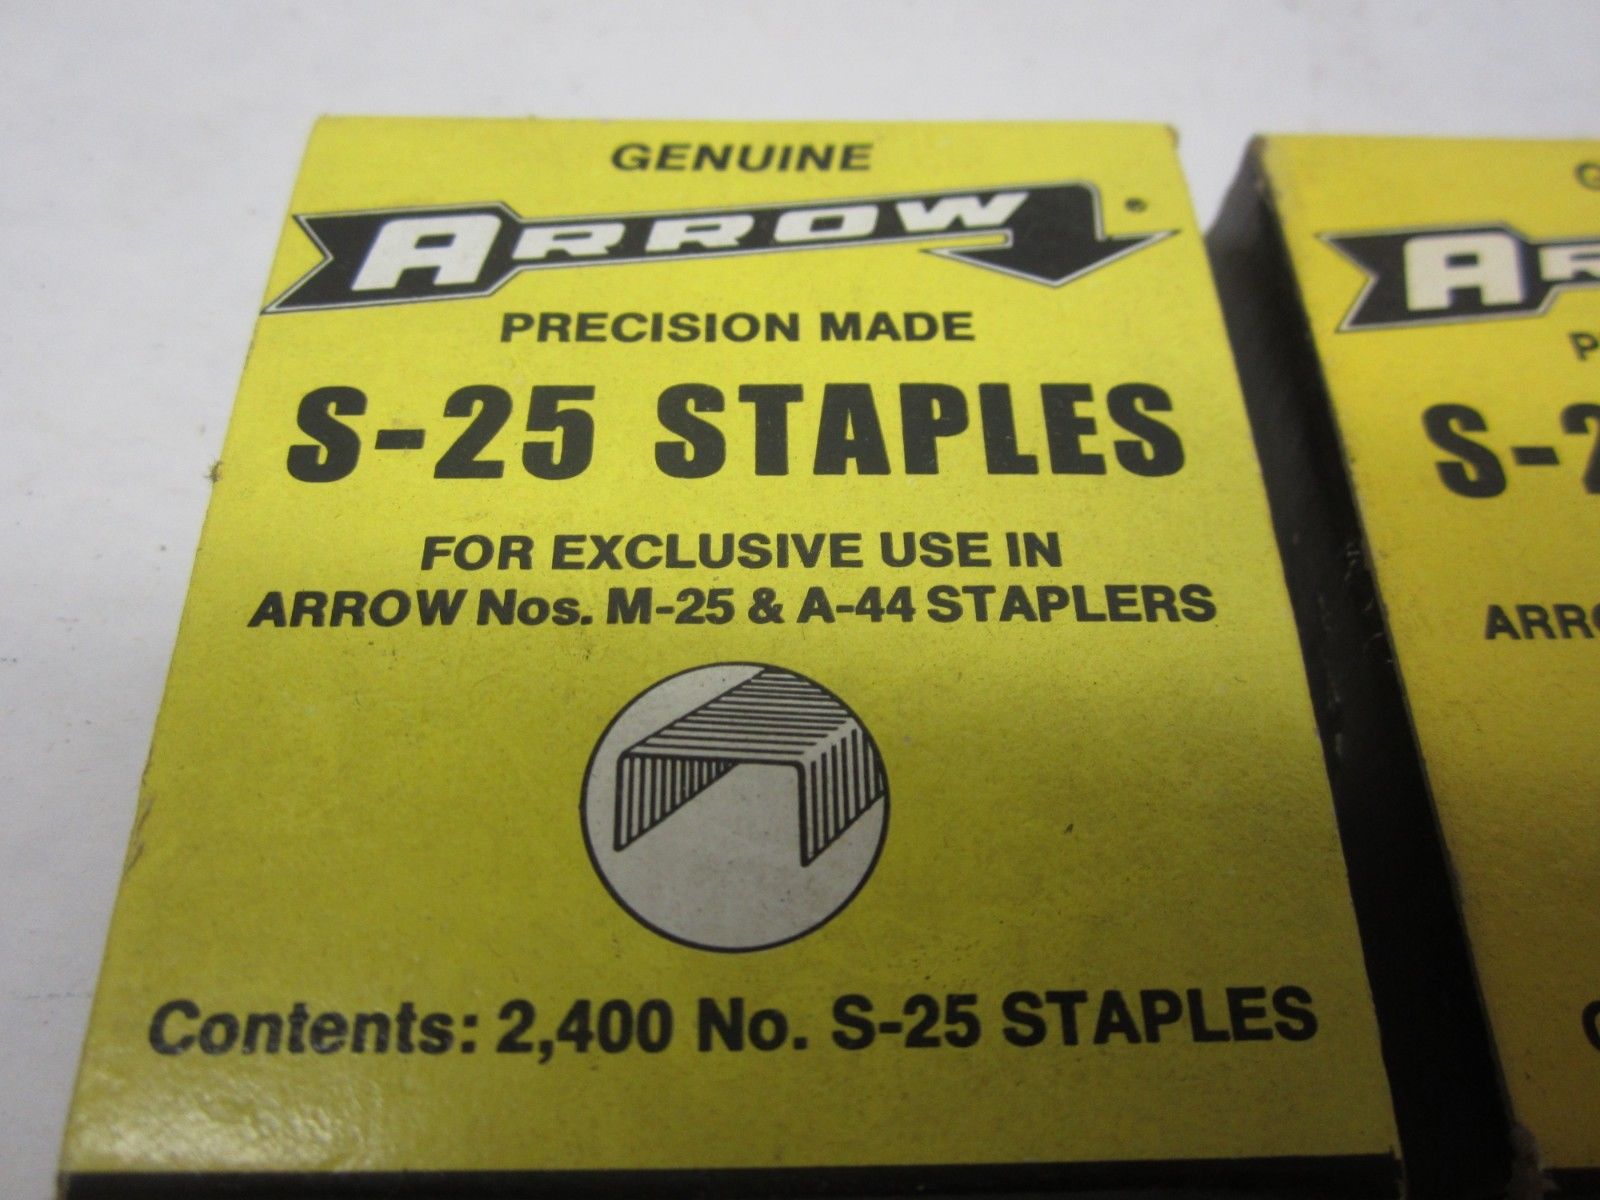 GENUINE
ARROW®
PRECISION MADE
S-25 STAPLES
FOR EXCLUSIVE USE IN
ARROW Nos. M-25 & A-44 STAPLERS
Contents: 2,400 No. S-25 STAPLES